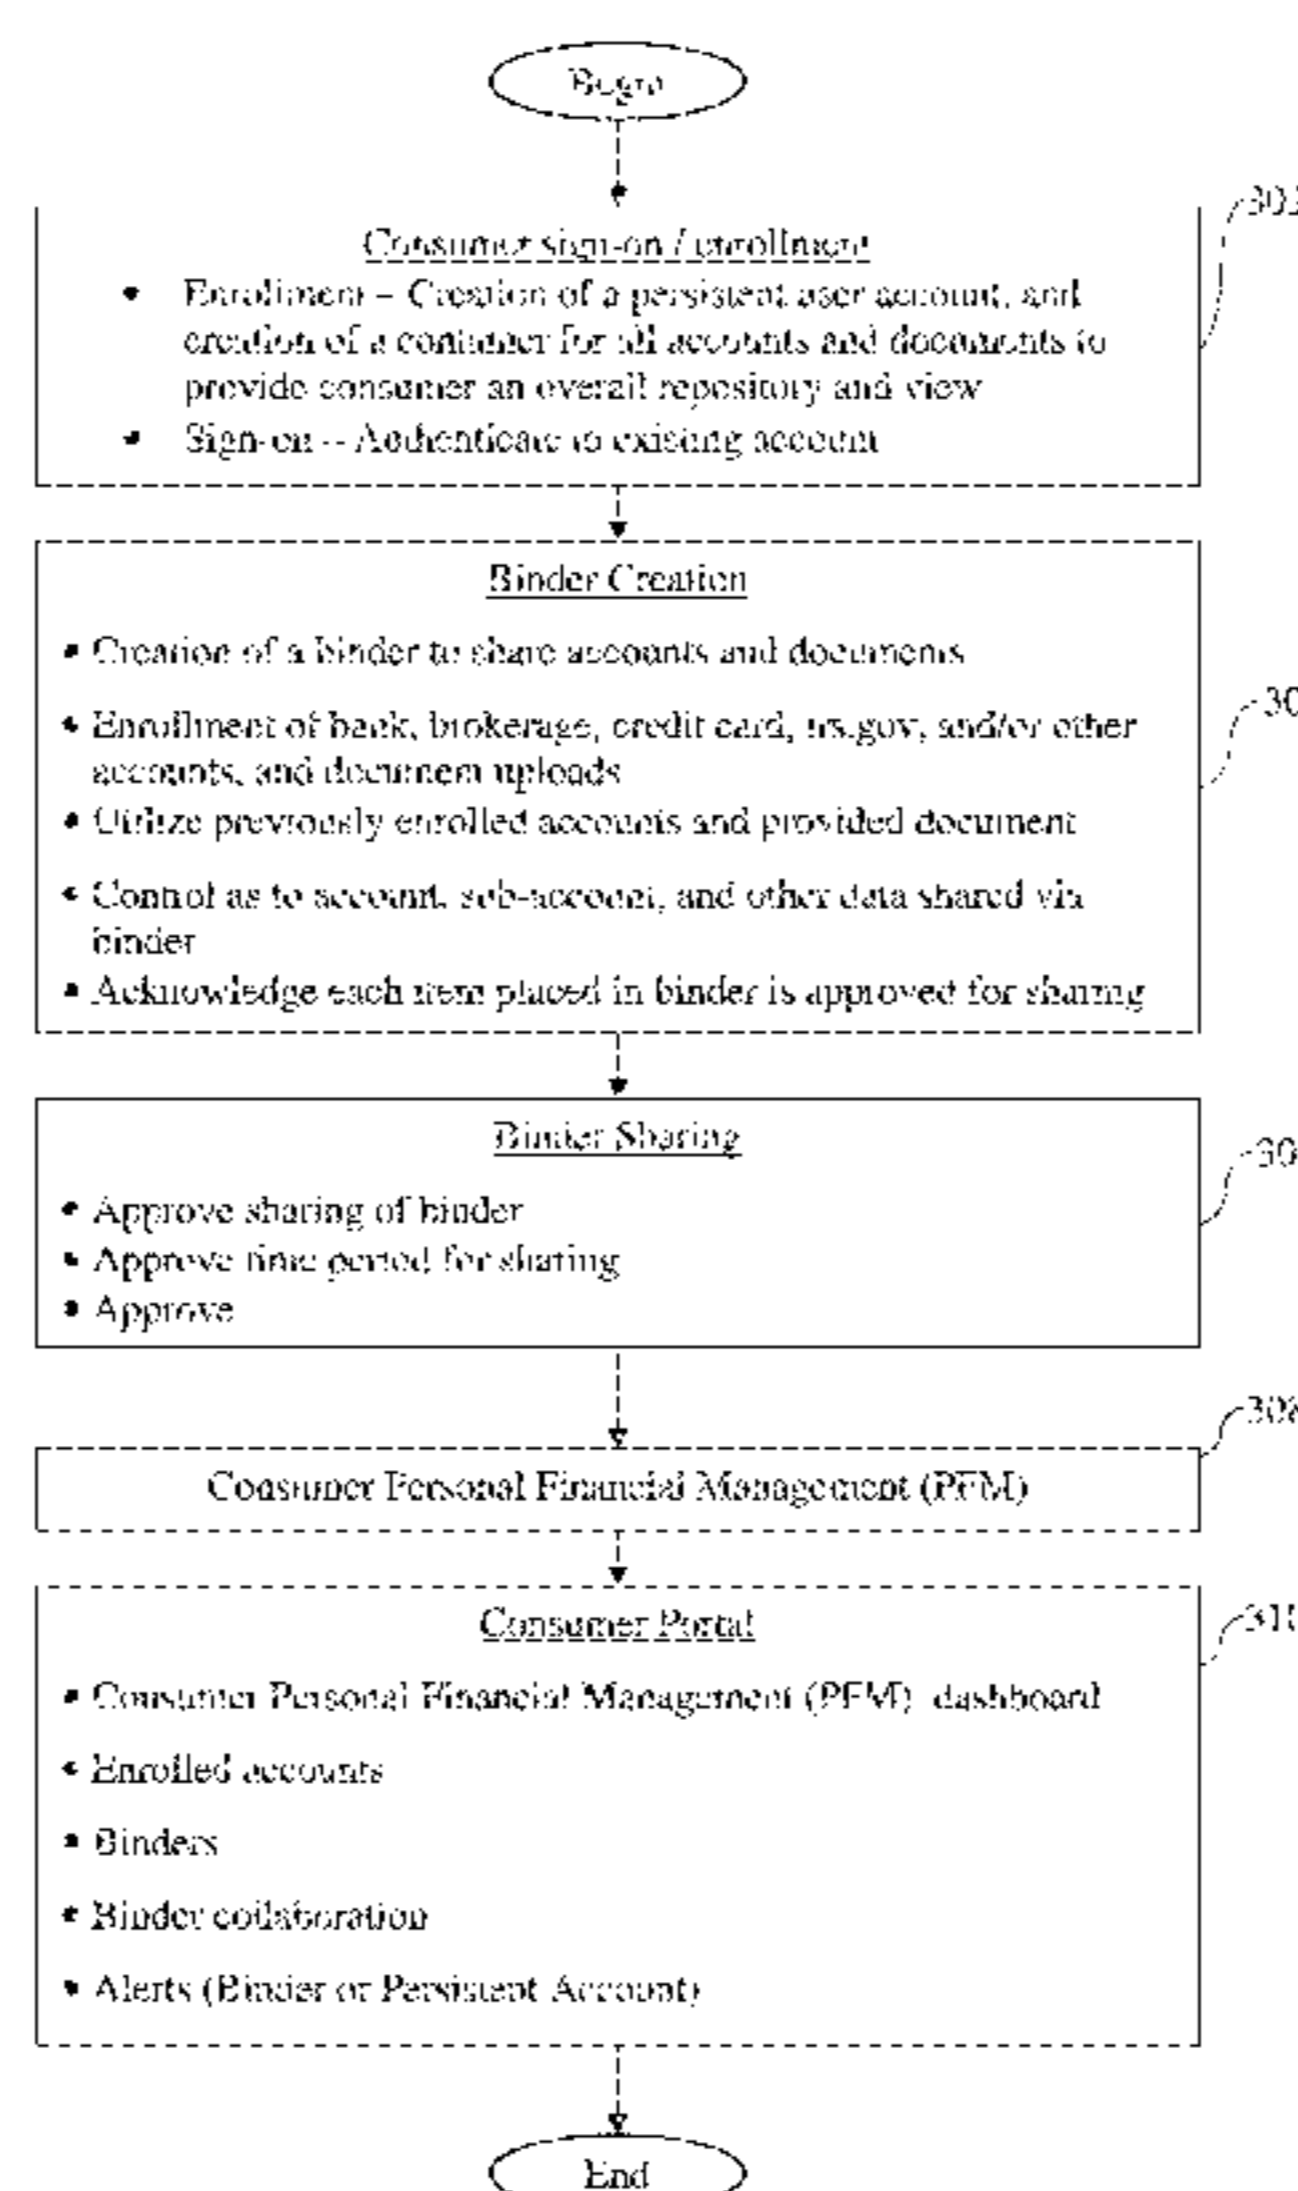 Begin
302
Consumer sign-on / enrollment
• Enrollment – Creation of a persistent user account, and
creation of a container for all accounts and documents to
provide consumer an overall repository and view
• Sign-on – Authenticate to existing account
Binder Creation
• Creation of a binder to share accounts and documents
30
• Enrollment of bank, brokerage, credit card, irs.gov, and/or other
accounts, and document uploads
• Utilize previously enrolled accounts and provided document
• Control as to account, sub-account, and other data shared via
binder
• Acknowledge each item placed in binder is approved for sharing
Binder Sharing
30
• Approve sharing of binder
• Approve time period for sharing
• Approve
308
Consumer Personal Financial Management (PFM)
Consumer Portal
310
• Consumer Personal Financial Management (PFM) dashboard
• Enrolled accounts
• Binders
• Binder collaboration
• Alerts (Binder or Persistent Account)
End